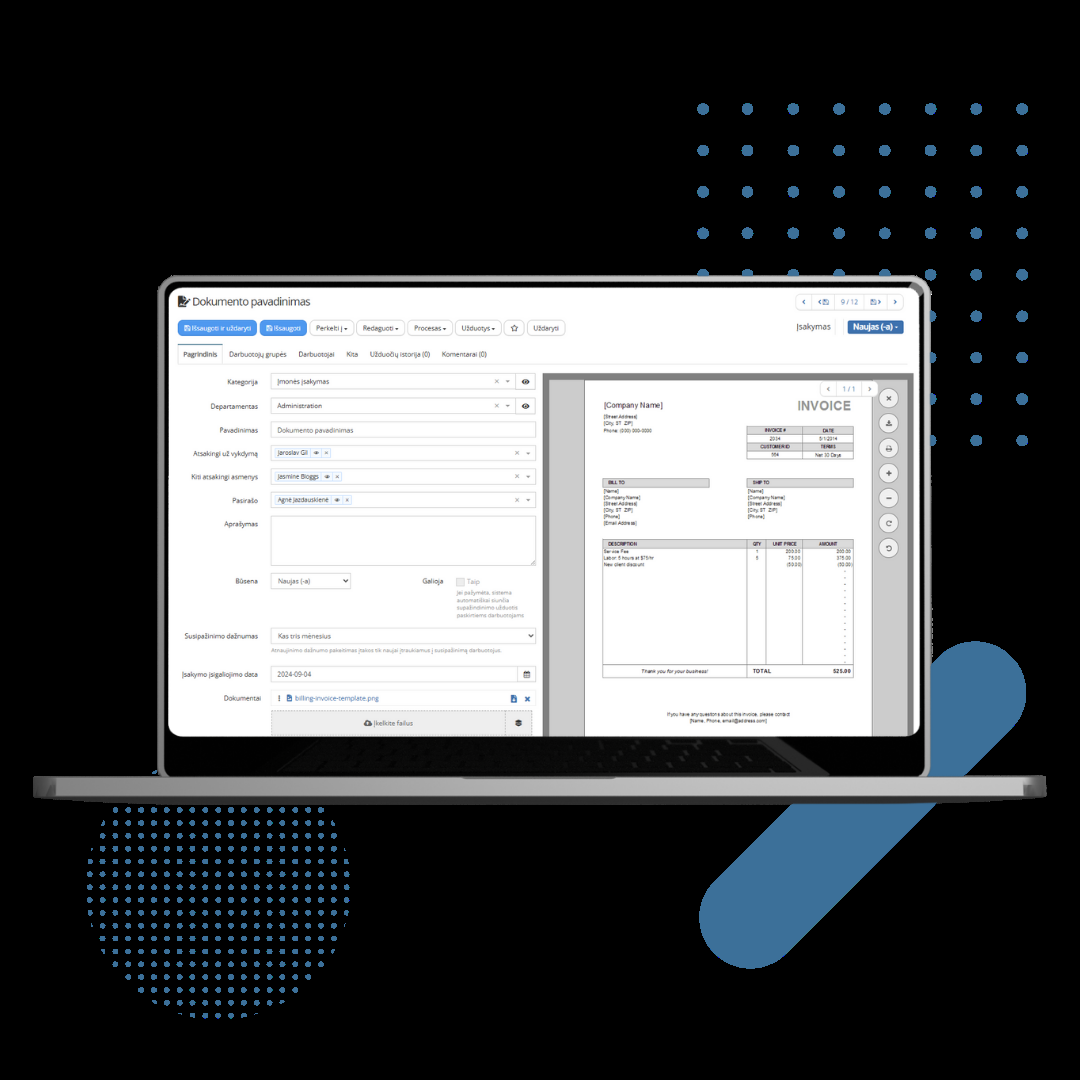 Dokumento pavadinimas
9 / 12
Išsaugoti ir uždaryti Išsaugoti Perkelti į Redaguoti Procesas Užduotys Uždaryti
Įsakymas Naujas (-a)
Pagrindinis Darbuotojų grupės Darbuotojai Kita Užduočių istorija (0) Komentarai (0)
Kategorija Įmonės įsakymas
Departamentas Administration
Pavadinimas Dokumento pavadinimas
Atsakingi už vykdymą Jaroslav Gil
Kiti atsakingi asmenys Jasmine Bloggs
Pasirašo Agnė Jazdauskienė
Aprašymas
Būsena Naujas (-a) Galioja Taip
Jei pažymėta, sistema
automatiškai siunčia
supažindinimo užduotis
paskirtiems darbuotojams
Susipažinimo dažnumas Kas tris mėnesius
Atnaujinimo dažnumo pakeitimas įtakos tik naujai įtrauktiems į susipažinimą darbuotojus.
Įsakymo įsigaliojimo data 2024-09-04
Dokumentai billing-invoice-template.png
Įkelkite failus
1 / 1
[Company Name] INVOICE
[Street Address]
[City, ST ZIP]
Phone: (000) 000-0000
INVOICE # DATE
2034 5/1/2014
CUSTOMER ID TERMS
564 Net 30 Days
BILL TO SHIP TO
[Name] [Name]
[Company Name] [Company Name]
[Street Address] [Street Address]
[City, ST ZIP] [City, ST ZIP]
[Phone] [Phone]
[Email Address]
DESCRIPTION QTY UNIT PRICE AMOUNT
Service Fee 1 200.00 200.00
Labor: 5 hours at $75/hr 5 75.00 375.00
New client discount (50.00) (50.00)
Thank you for your business! TOTAL 525.00
If you have any questions about this invoice, please contact
[Name, Phone, email@address.com]